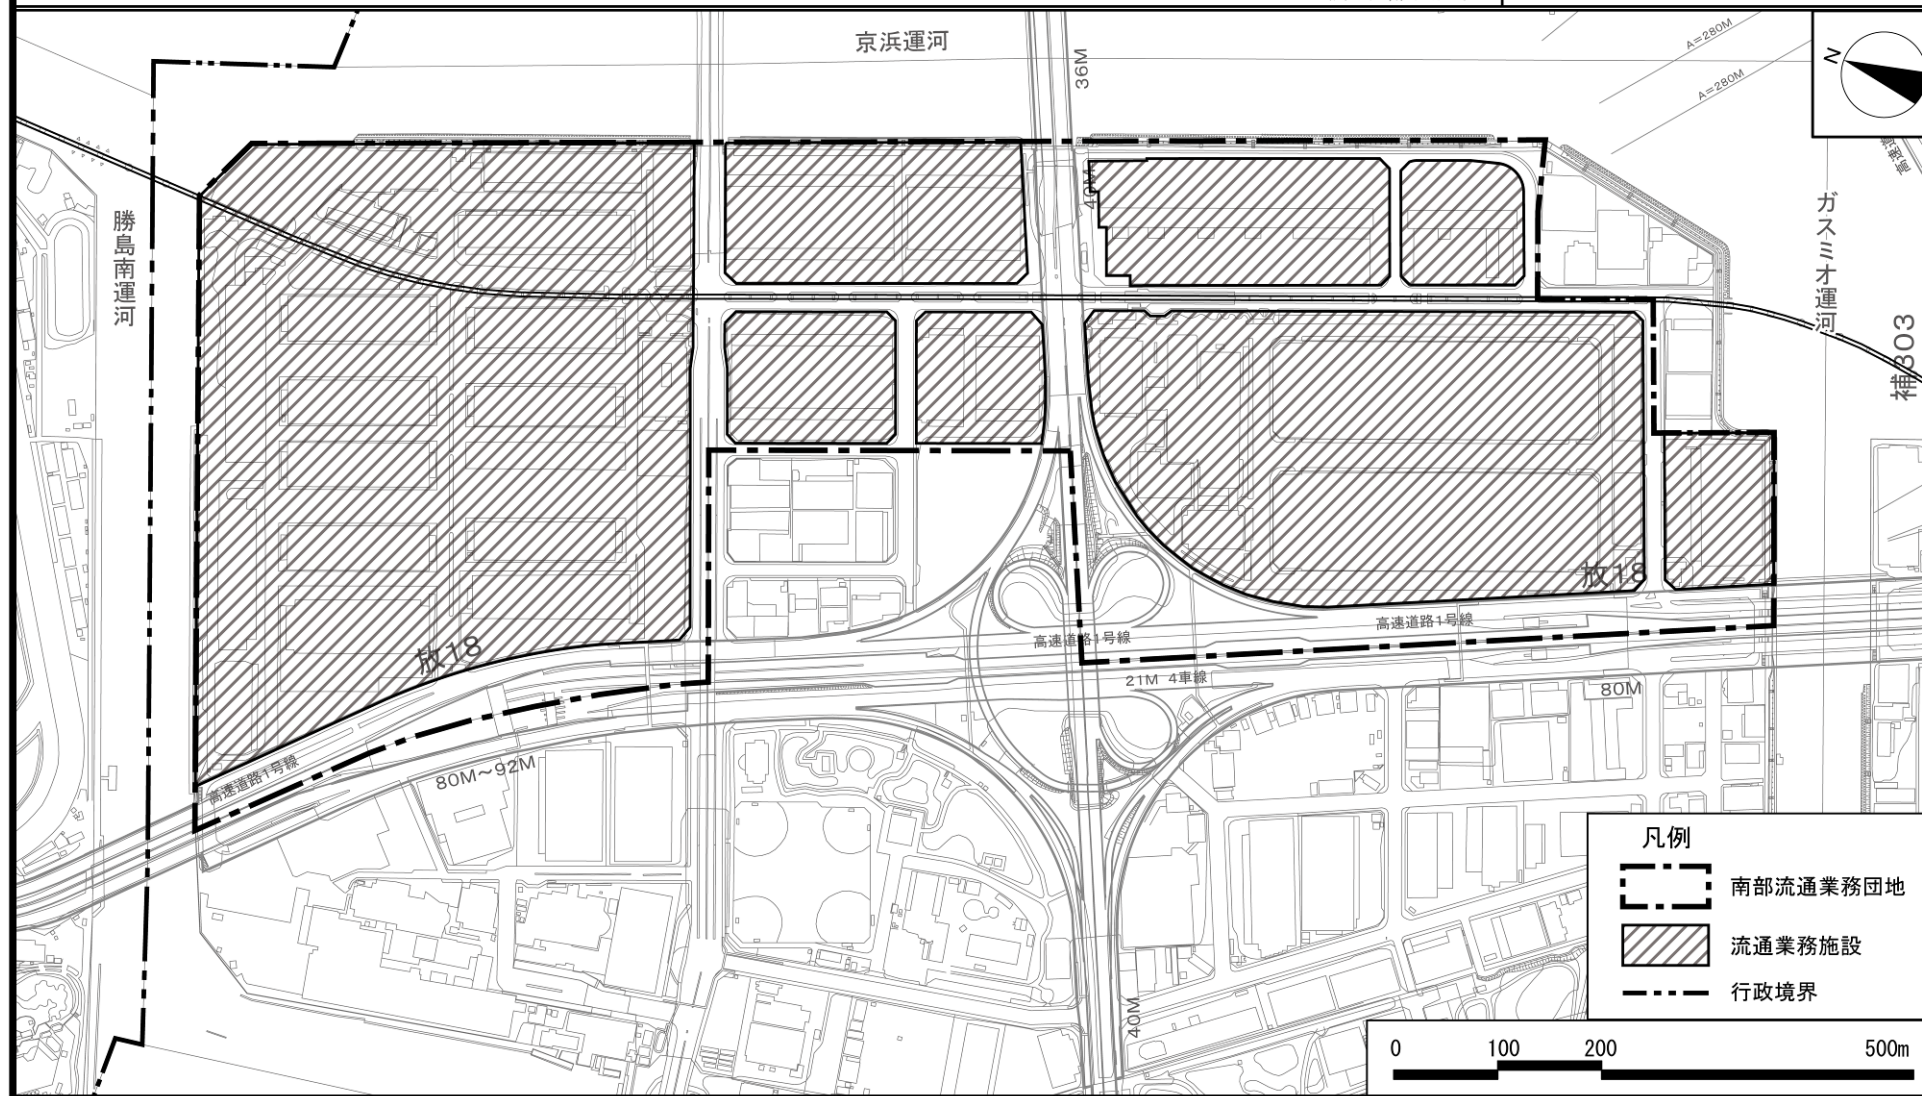 京浜運河
36M
A=280M
A=280M
N
高速道
勝島南運河
40M
ガスミオ運河
補303
放18
放18
高速道路1号線
高速道路1号線
21M 4車線
80M
高速道路1号線
80M～92M
40M
凡例
南部流通業務団地
流通業務施設
行政境界
0 100 200 500m